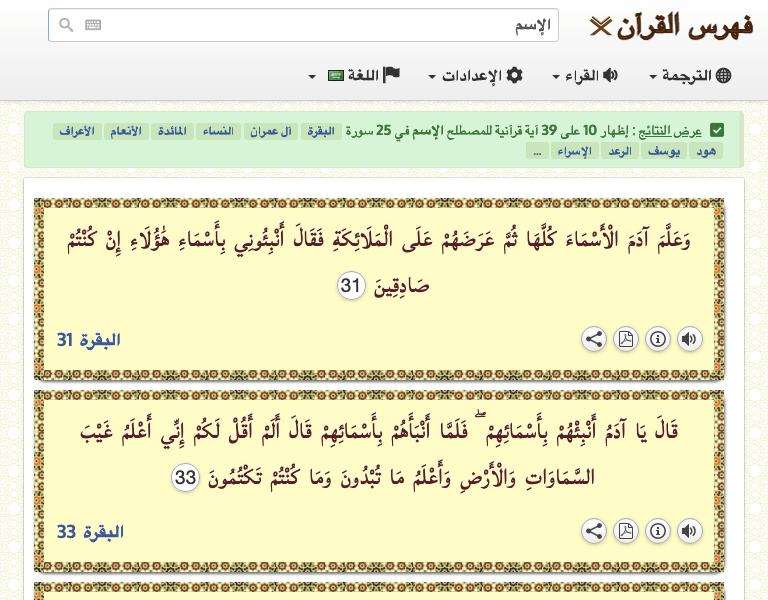 فهرس القرآن
الإسم
الترجمة القراء الإعدادات اللغة
عرض النتائج : إظهار 10 على 39 آية قرآنية للمصطلح الإسم في 25 سورة البقرة آل عمران النساء المائدة الأنعام الأعراف
هود يوسف الرعد الإسراء ...
وَعَلَّمَ آدَمَ الْأَسْمَاءَ كُلَّهَا ثُمَّ عَرَضَهُمْ عَلَى الْمَلَائِكَةِ فَقَالَ أَنْبِئُونِي بِأَسْمَاءِ هَٰؤُلَاءِ إِنْ كُنْتُمْ
صَادِقِينَ 31
البقرة 31
قَالَ يَا آدَمُ أَنْبِئْهُمْ بِأَسْمَائِهِمْ ۖ فَلَمَّا أَنْبَأَهُمْ بِأَسْمَائِهِمْ قَالَ أَلَمْ أَقُلْ لَكُمْ إِنِّي أَعْلَمُ غَيْبَ
السَّمَاوَاتِ وَالْأَرْضِ وَأَعْلَمُ مَا تُبْدُونَ وَمَا كُنْتُمْ تَكْتُمُونَ 33
البقرة 33